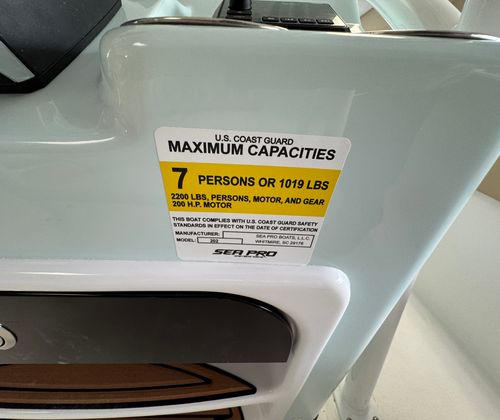 U.S. COAST GUARD
MAXIMUM CAPACITIES
7 PERSONS OR 1019 LBS
2200 LBS, PERSONS, MOTOR, AND GEAR
200 H.P. MOTOR
THIS BOAT COMPLIES WITH U.S. COAST GUARD SAFETY
STANDARDS IN EFFECT ON THE DATE OF CERTIFICATION
MANUFACTURER: SEA PRO BOATS, L.L.C.
MODEL: 202 WHITMIRE, SC 29178
SEA PRO